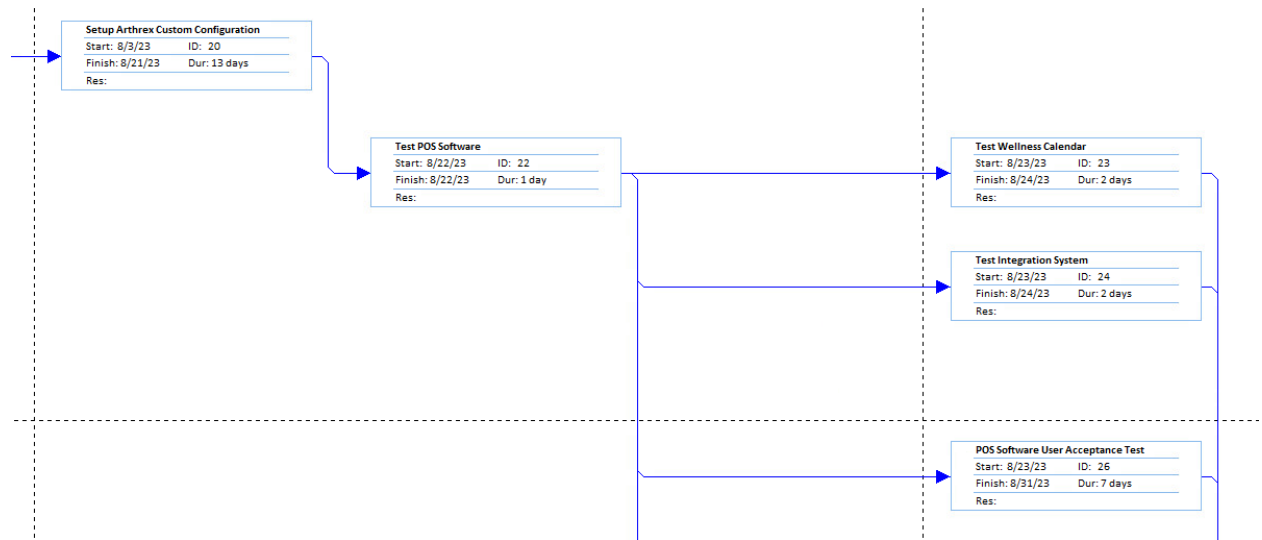 Setup Arthrex Custom Configuration
Start: 8/3/23 ID: 20
Finish: 8/21/23 Dur: 13 days
Res:
Test POS Software
Start: 8/22/23 ID: 22
Finish: 8/22/23 Dur: 1 day
Res:
Test Wellness Calendar
Start: 8/23/23 ID: 23
Finish: 8/24/23 Dur: 2 days
Res:
Test Integration System
Start: 8/23/23 ID: 24
Finish: 8/24/23 Dur: 2 days
Res:
POS Software User Acceptance Test
Start: 8/23/23 ID: 26
Finish: 8/31/23 Dur: 7 days
Res: